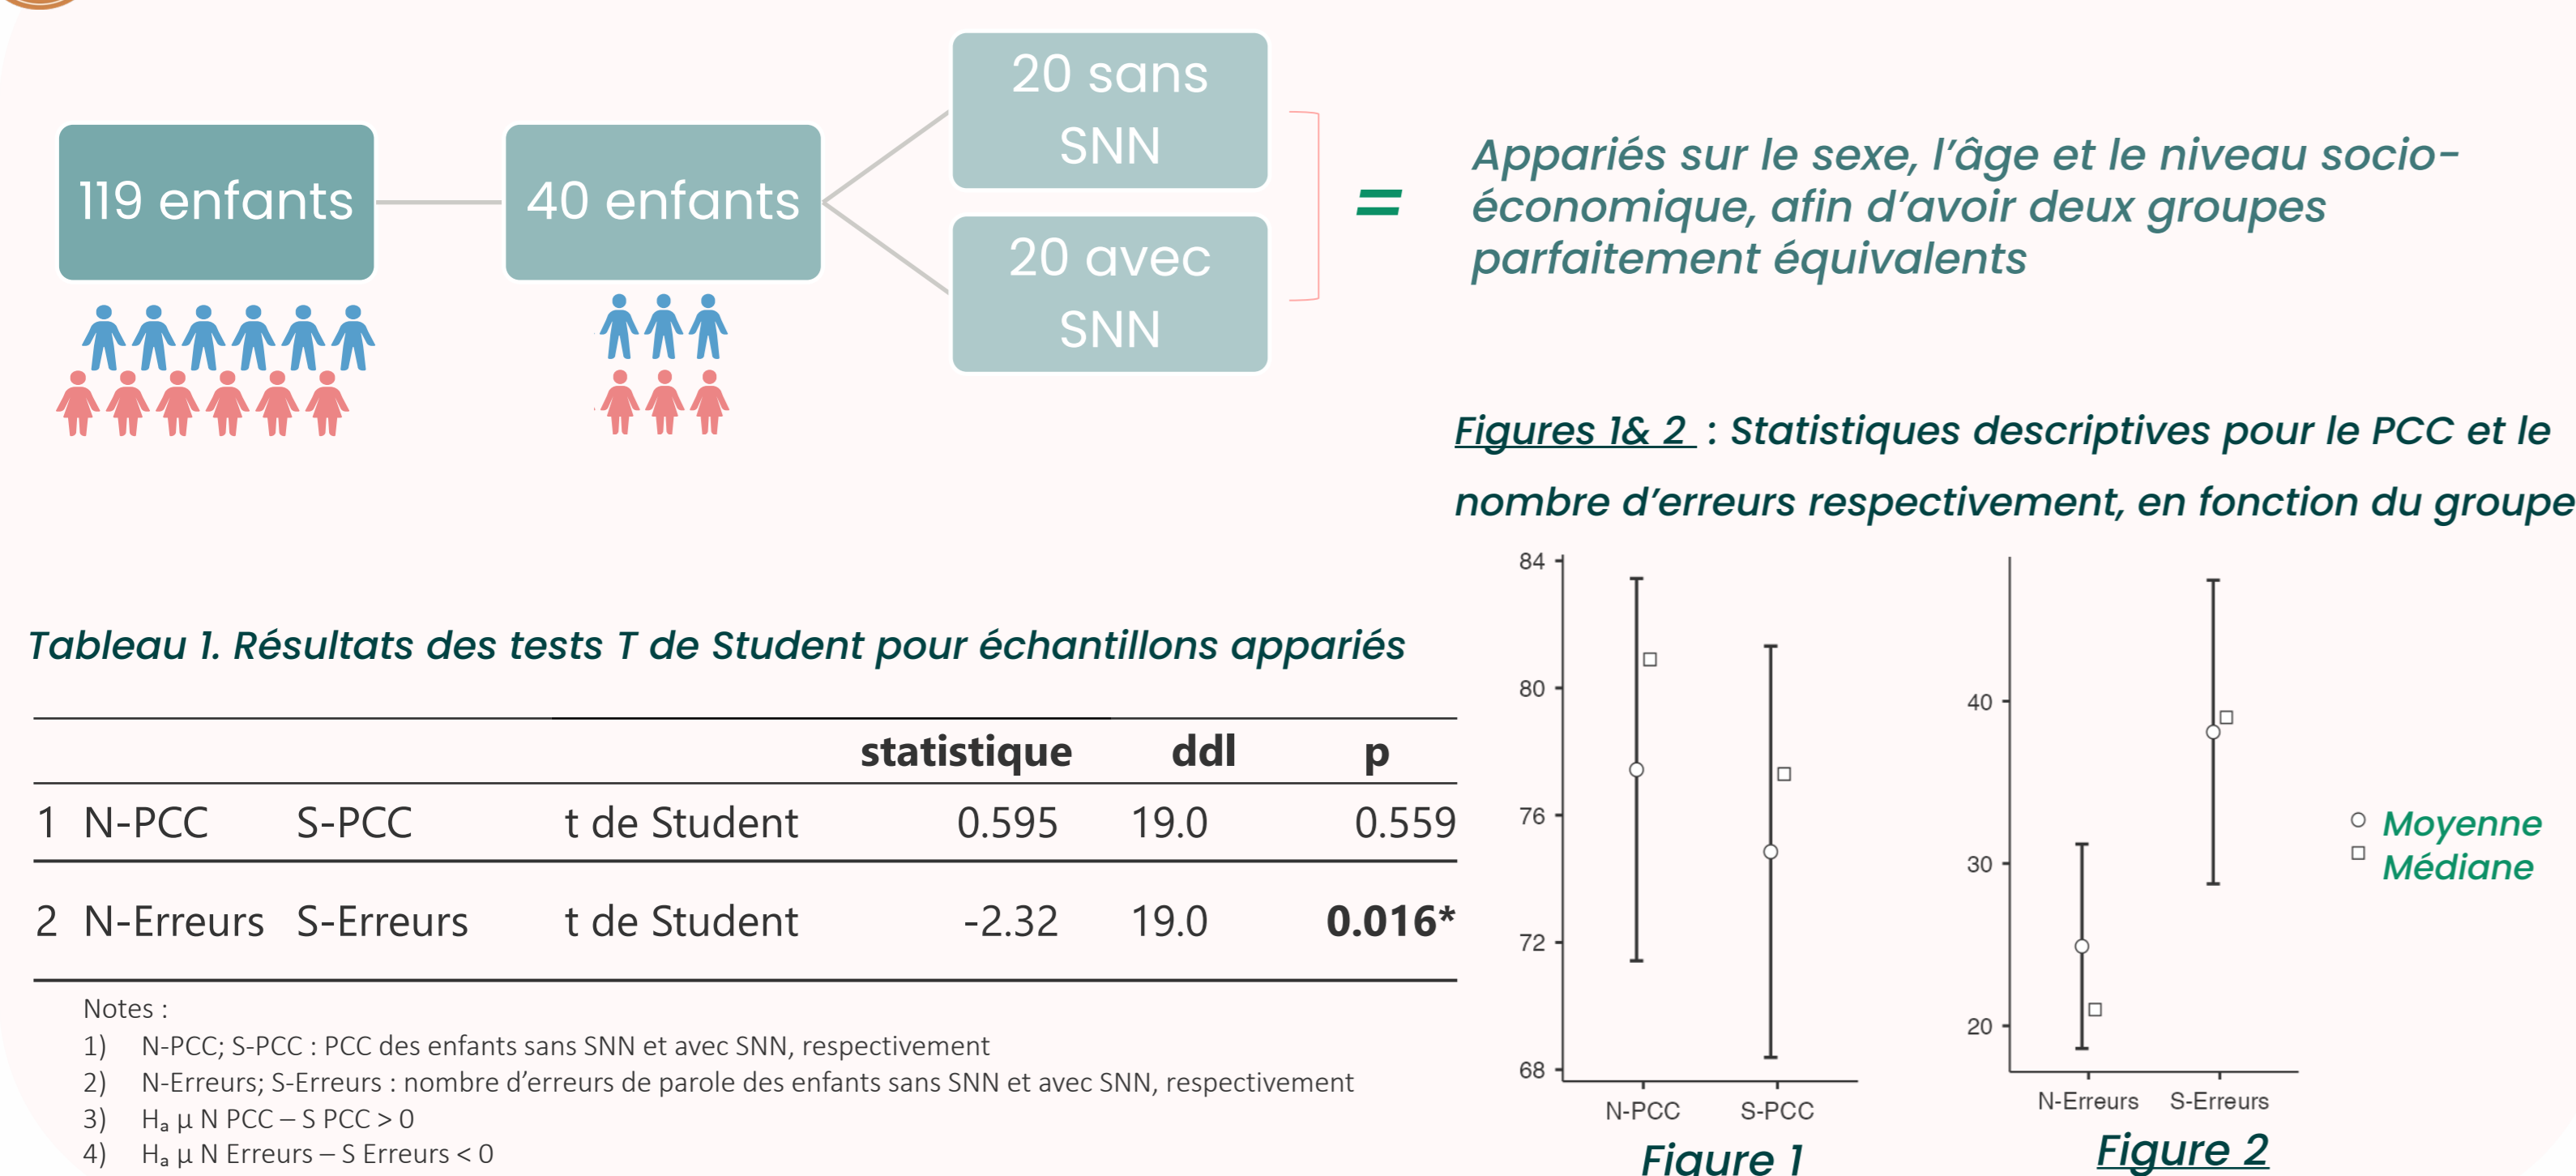 119 enfants
40 enfants
20 sans
SNN
20 avec
SNN
=
Appariés sur le sexe, l’âge et le niveau socio-
économique, afin d’avoir deux groupes
parfaitement équivalents
Figures 1& 2 : Statistiques descriptives pour le PCC et le
nombre d’erreurs respectivement, en fonction du groupe
Tableau 1. Résultats des tests T de Student pour échantillons appariés
statistique ddl p
1 N-PCC S-PCC t de Student 0.595 19.0 0.559
2 N-Erreurs S-Erreurs t de Student -2.32 19.0 0.016*
Notes :
1) N-PCC; S-PCC : PCC des enfants sans SNN et avec SNN, respectivement
2) N-Erreurs; S-Erreurs : nombre d’erreurs de parole des enfants sans SNN et avec SNN, respectivement
3) Hₐ μ N PCC – S PCC > 0
4) Hₐ μ N Erreurs – S Erreurs < 0
84
80
76
72
68
N-PCC S-PCC
Figure 1
40
30
20
N-Erreurs S-Erreurs
Figure 2
Moyenne
Médiane